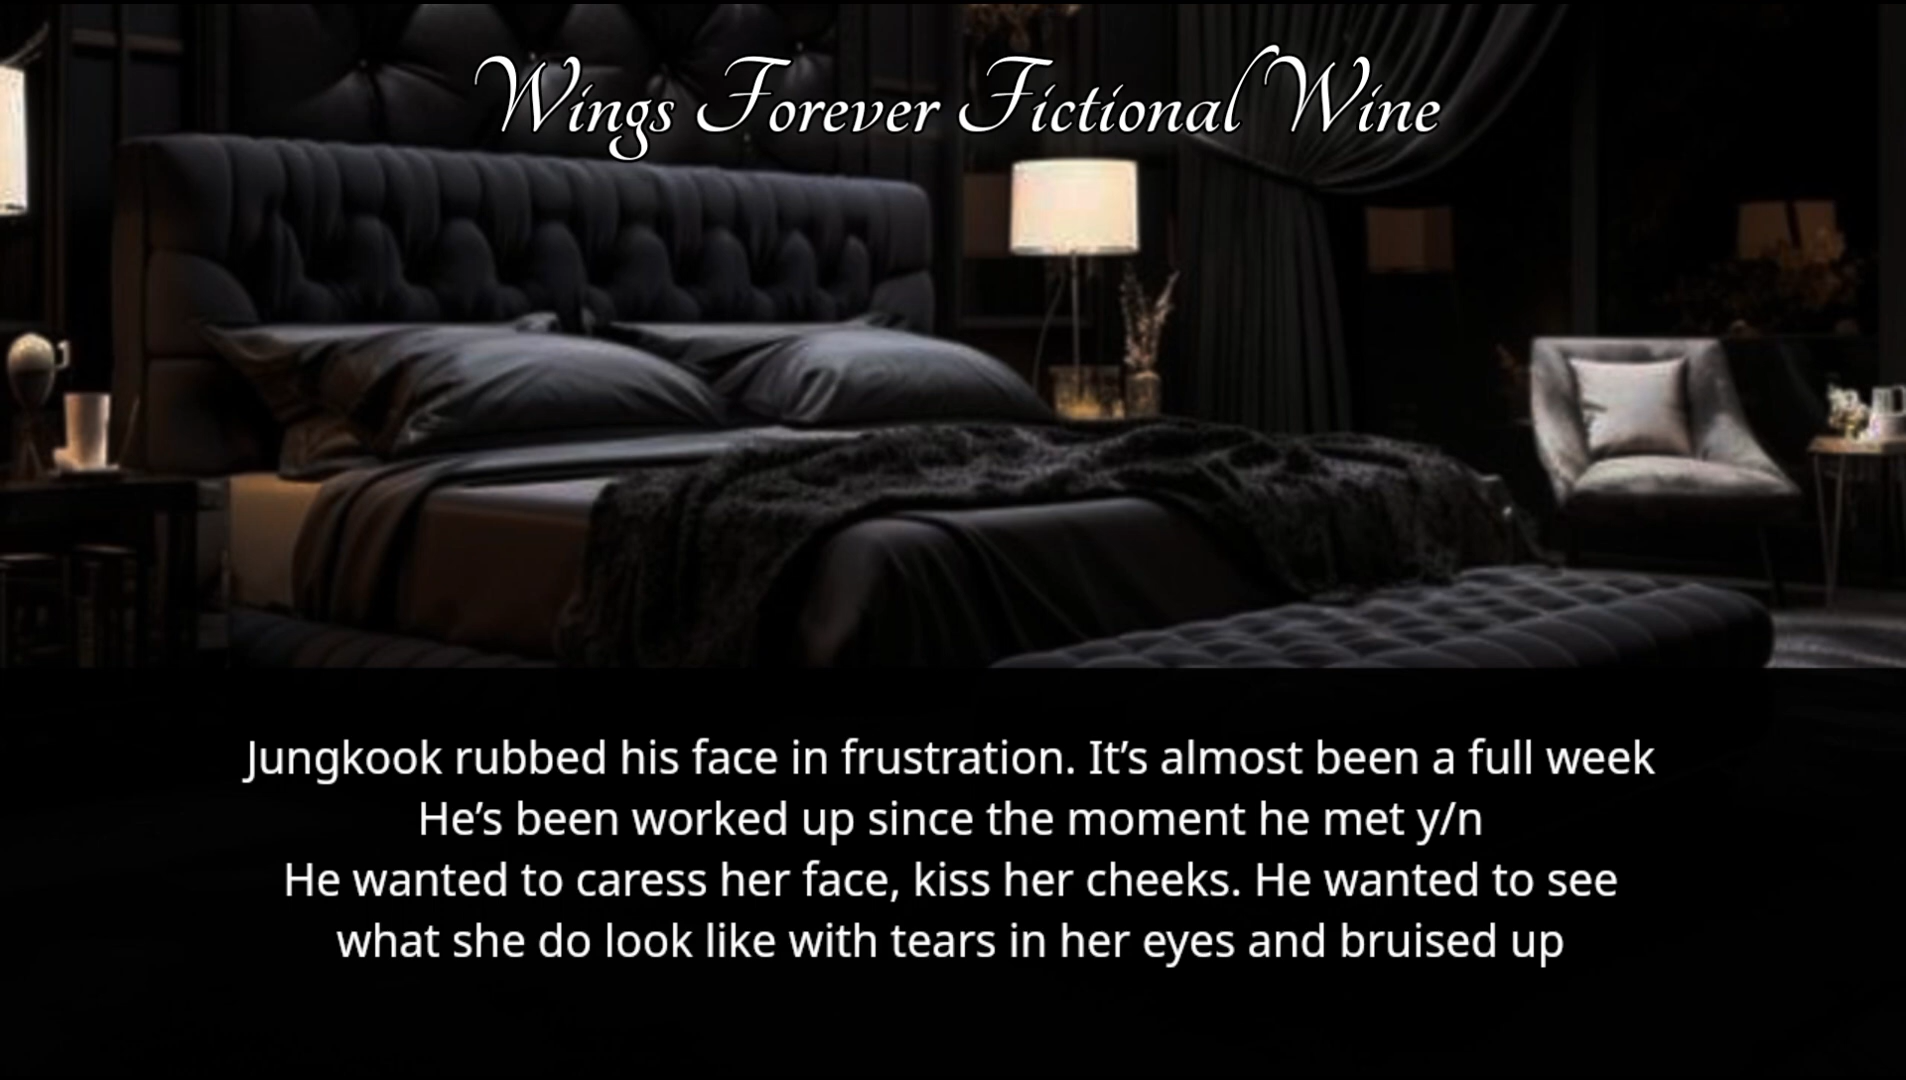 Wings Forever Fictional Wine
Jungkook rubbed his face in frustration. It’s almost been a full week
He’s been worked up since the moment he met y/n
He wanted to caress her face, kiss her cheeks. He wanted to see
what she do look like with tears in her eyes and bruised up